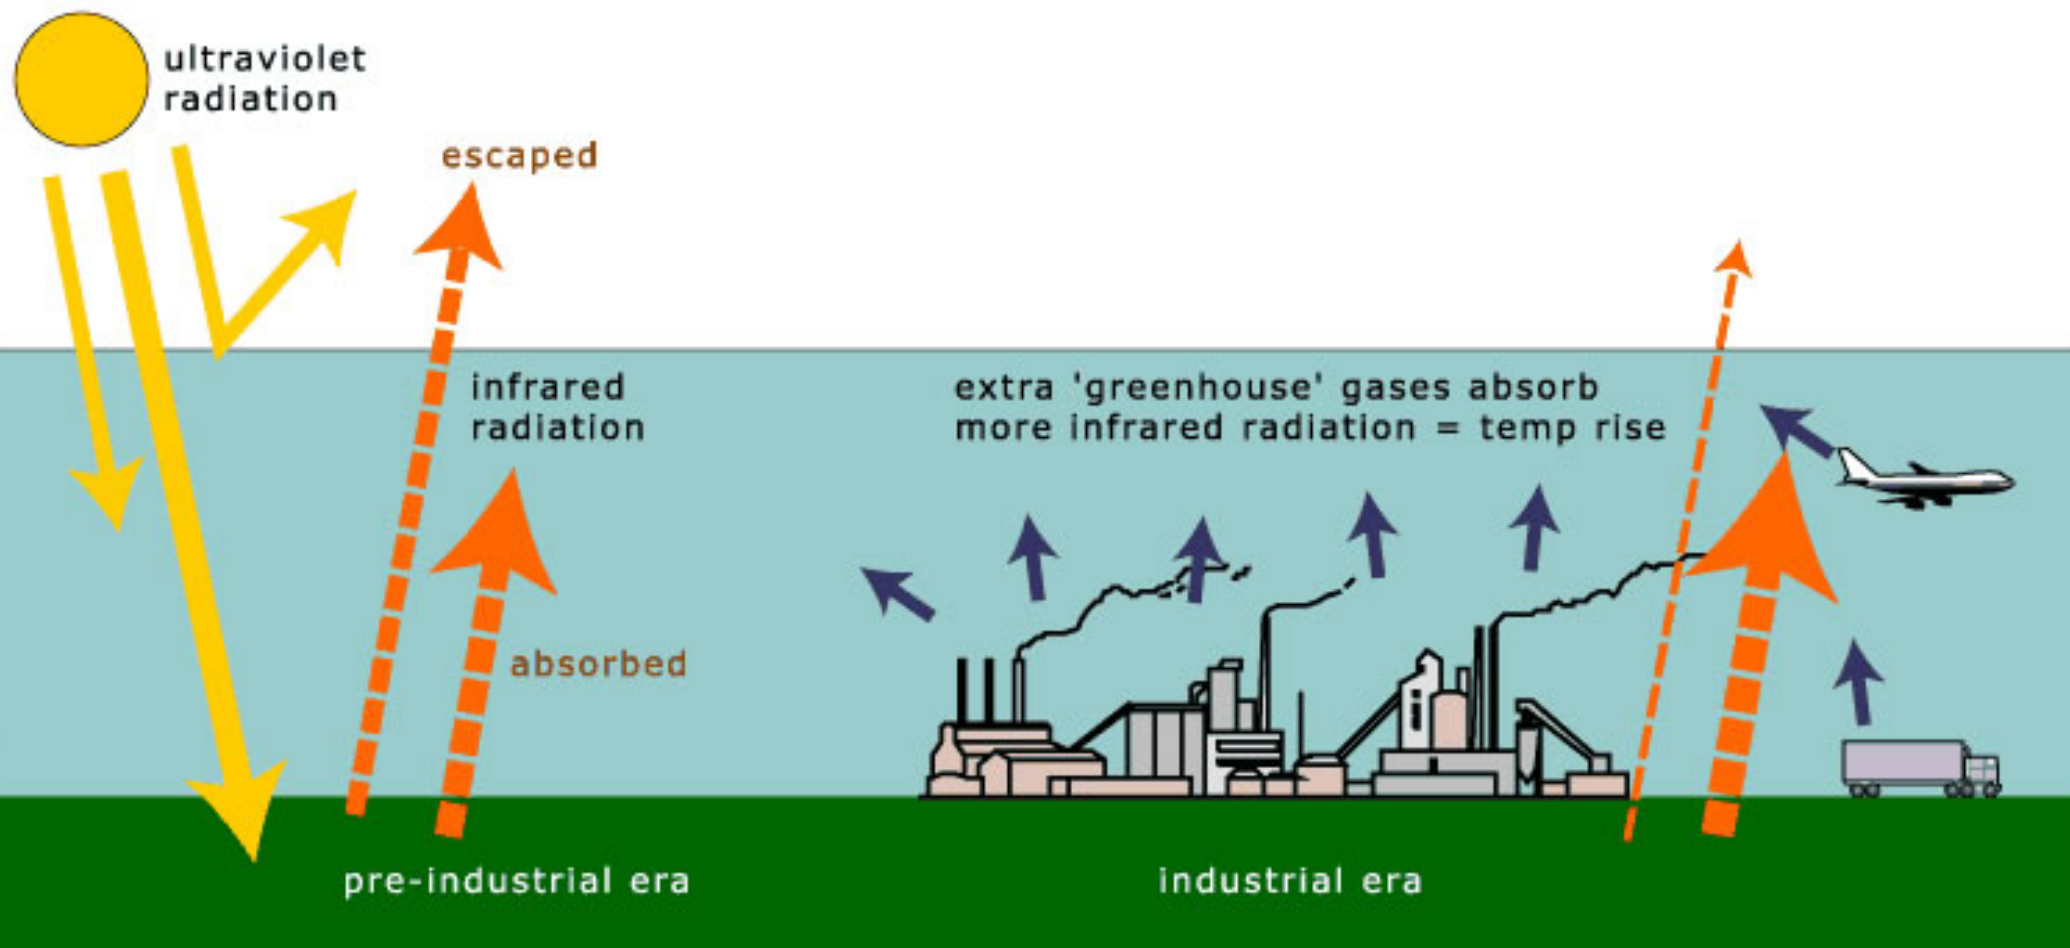 ultraviolet
radiation
escaped
infrared
radiation
extra 'greenhouse' gases absorb
more infrared radiation = temp rise
absorbed
pre-industrial era
industrial era